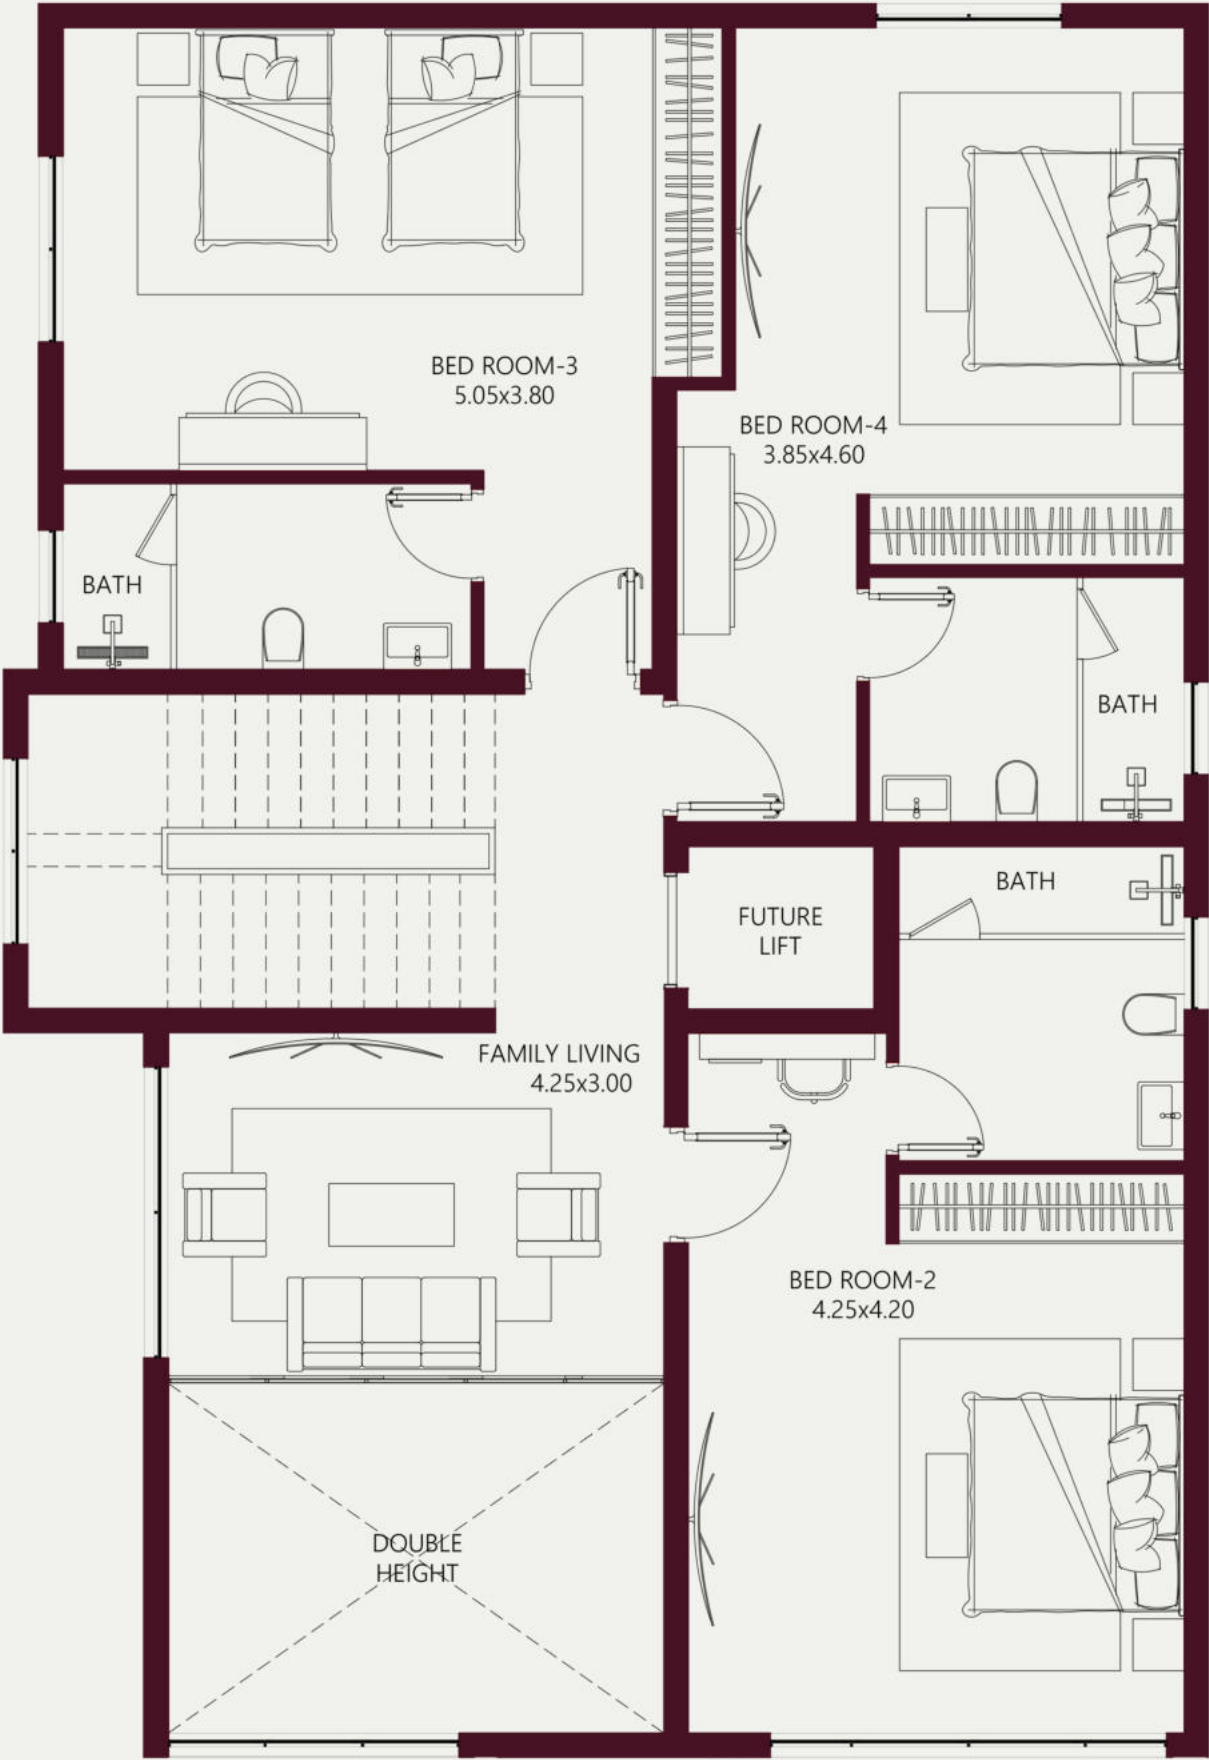 BED ROOM-3
5.05x3.80
BED ROOM-4
3.85x4.60
BATH
BATH
BATH
FUTURE
LIFT
FAMILY LIVING
4.25x3.00
BED ROOM-2
4.25x4.20
DOUBLE
HEIGHT